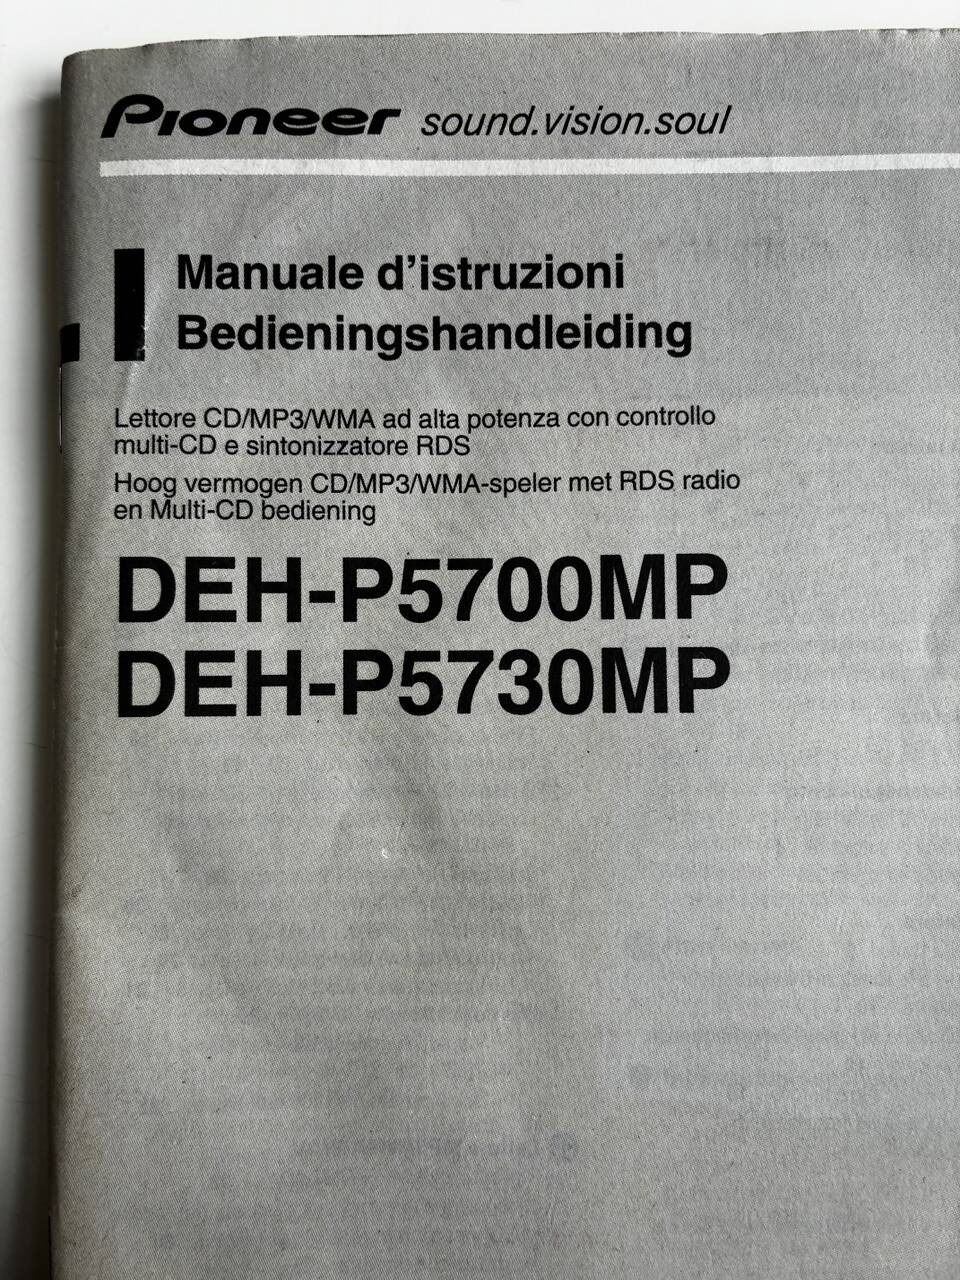 Pioneer sound.vision.soul
Manuale d'istruzioni
Bedieningshandleiding
Lettore CD/MP3/WMA ad alta potenza con controllo
multi-CD e sintonizzatore RDS
Hoog vermogen CD/MP3/WMA-speler met RDS radio
en Multi-CD bediening
DEH-P5700MP
DEH-P5730MP